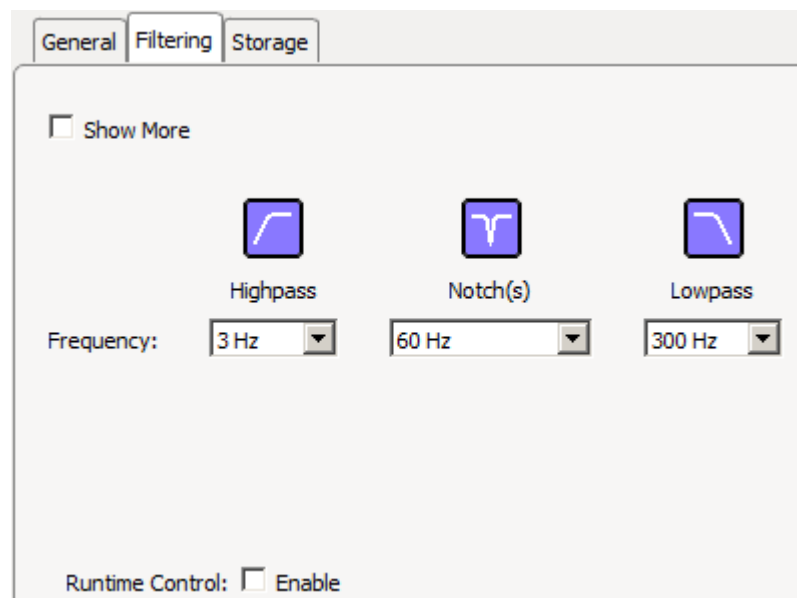 General Filtering Storage
Show More
Highpass Notch(s) Lowpass
Frequency: 3 Hz 60 Hz 300 Hz
Runtime Control: Enable